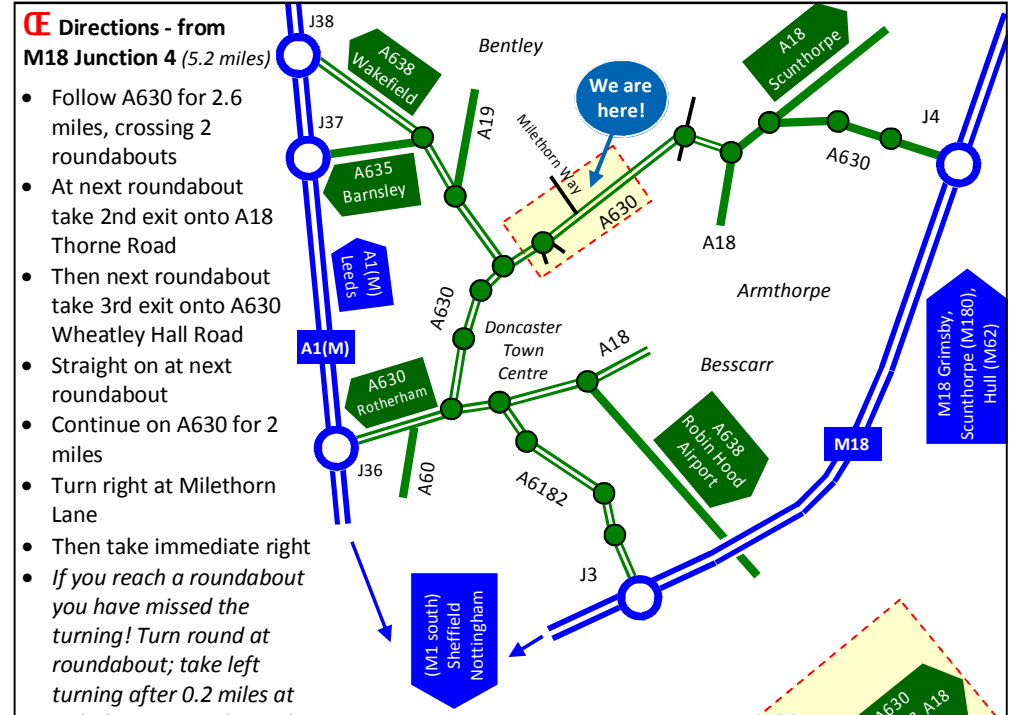 Œ Directions - from
M18 Junction 4 (5.2 miles)
• Follow A630 for 2.6
miles, crossing 2
roundabouts
• At next roundabout
take 2nd exit onto A18
Thorne Road
• Then next roundabout
take 3rd exit onto A630
Wheatley Hall Road
• Straight on at next
roundabout
• Continue on A630 for 2
miles
• Turn right at Milethorn
Lane
• Then take immediate right
• If you reach a roundabout
you have missed the
turning! Turn round at
roundabout; take left
turning after 0.2 miles at
J38
A638
Wakefield
Bentley
A18
Scunthorpe
We are
here!
J37
A19
Milethorn Way
J4
A630
A635
Barnsley
A630
A18
A1(M)
Leeds
A630
Armthorpe
M18 Grimsby,
Scunthorpe (M180),
Hull (M62)
Doncaster
Town
Centre
A18
A1(M)
Besscarr
A630
Rotherham
A638
Robin Hood
Airport
M18
J36
A60
A6182
J3
(M1 south)
Sheffield
Nottingham
A630
A18